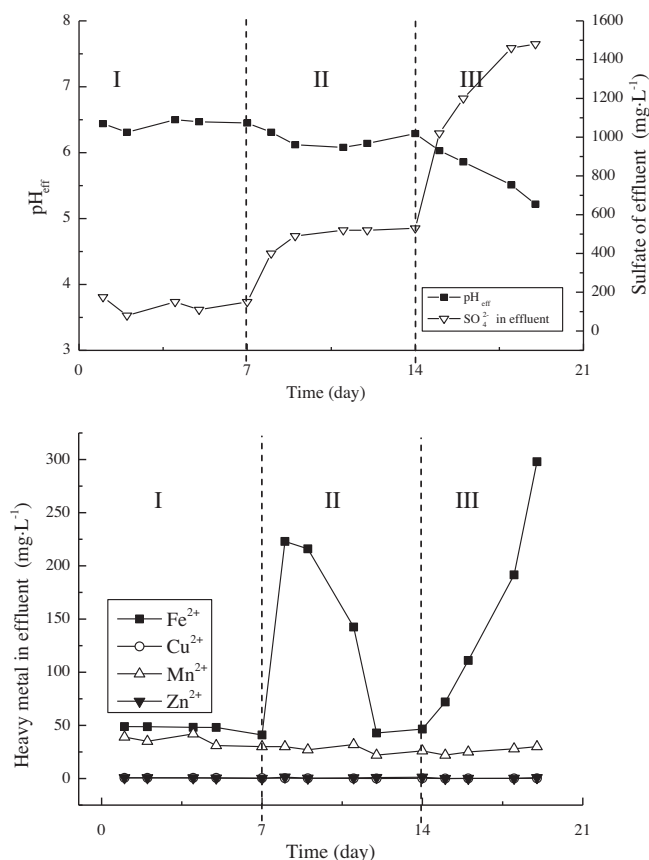 8
7
6
5
4
3
pH_eff
I
II
III
1600
1400
1200
1000
800
600
400
200
0
Sulfate of effluent (mg·L⁻¹)
pH_eff
SO₄²⁻ in effluent
0
7
14
21
Time (day)
300
250
200
150
100
50
0
Heavy metal in effluent (mg·L⁻¹)
I
II
III
Fe²⁺
Cu²⁺
Mn²⁺
Zn²⁺
0
7
14
21
Time (day)